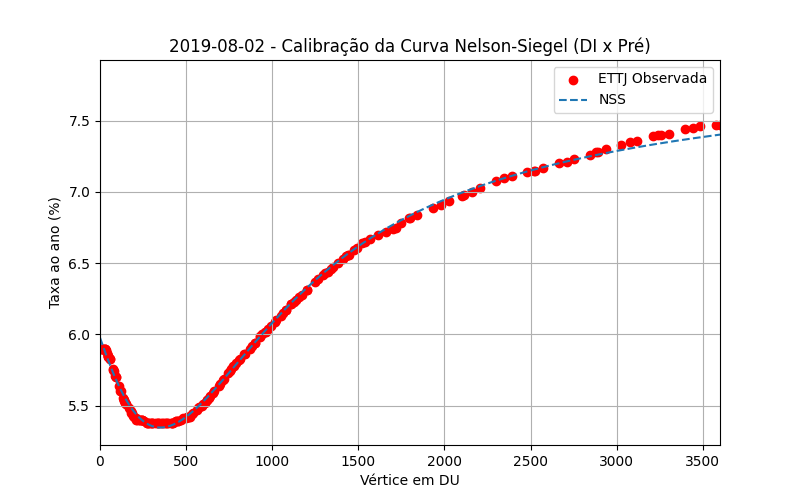 2019-08-02 - Calibração da Curva Nelson-Siegel (DI x Pré)
ETTJ Observada
NSS
Taxa ao ano (%)
7.5
7.0
6.5
6.0
5.5
0 500 1000 1500 2000 2500 3000 3500
Vértice em DU